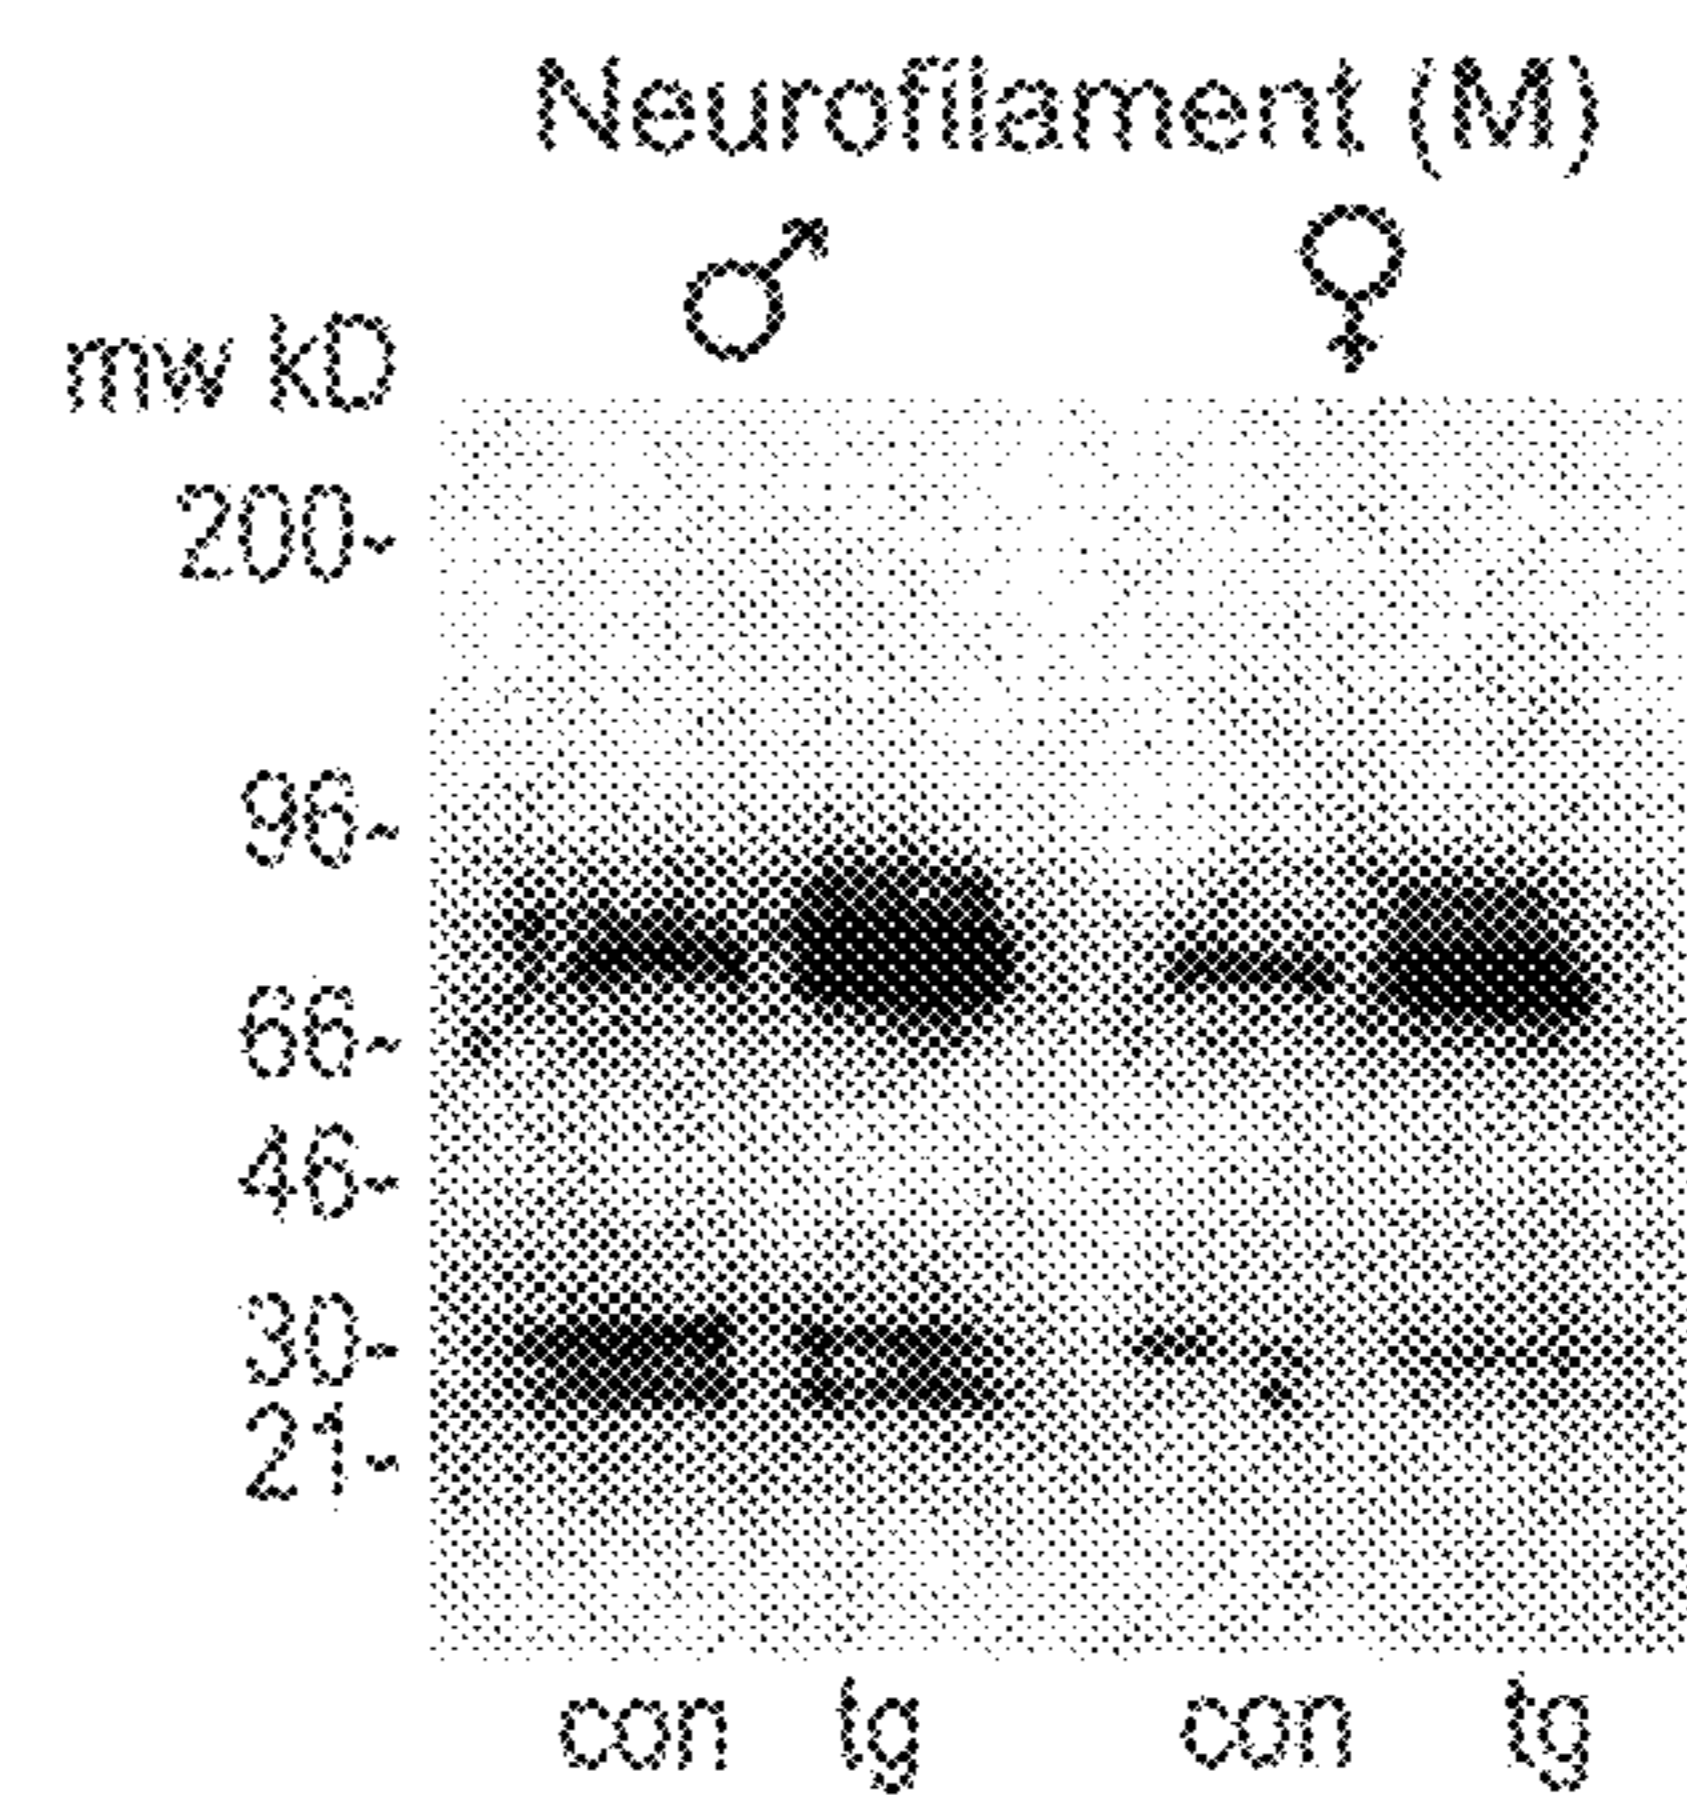 Neurofilament (M)
♂ ♀
mw kD
200-
96-
66-
46-
30-
21-
con tg con tg